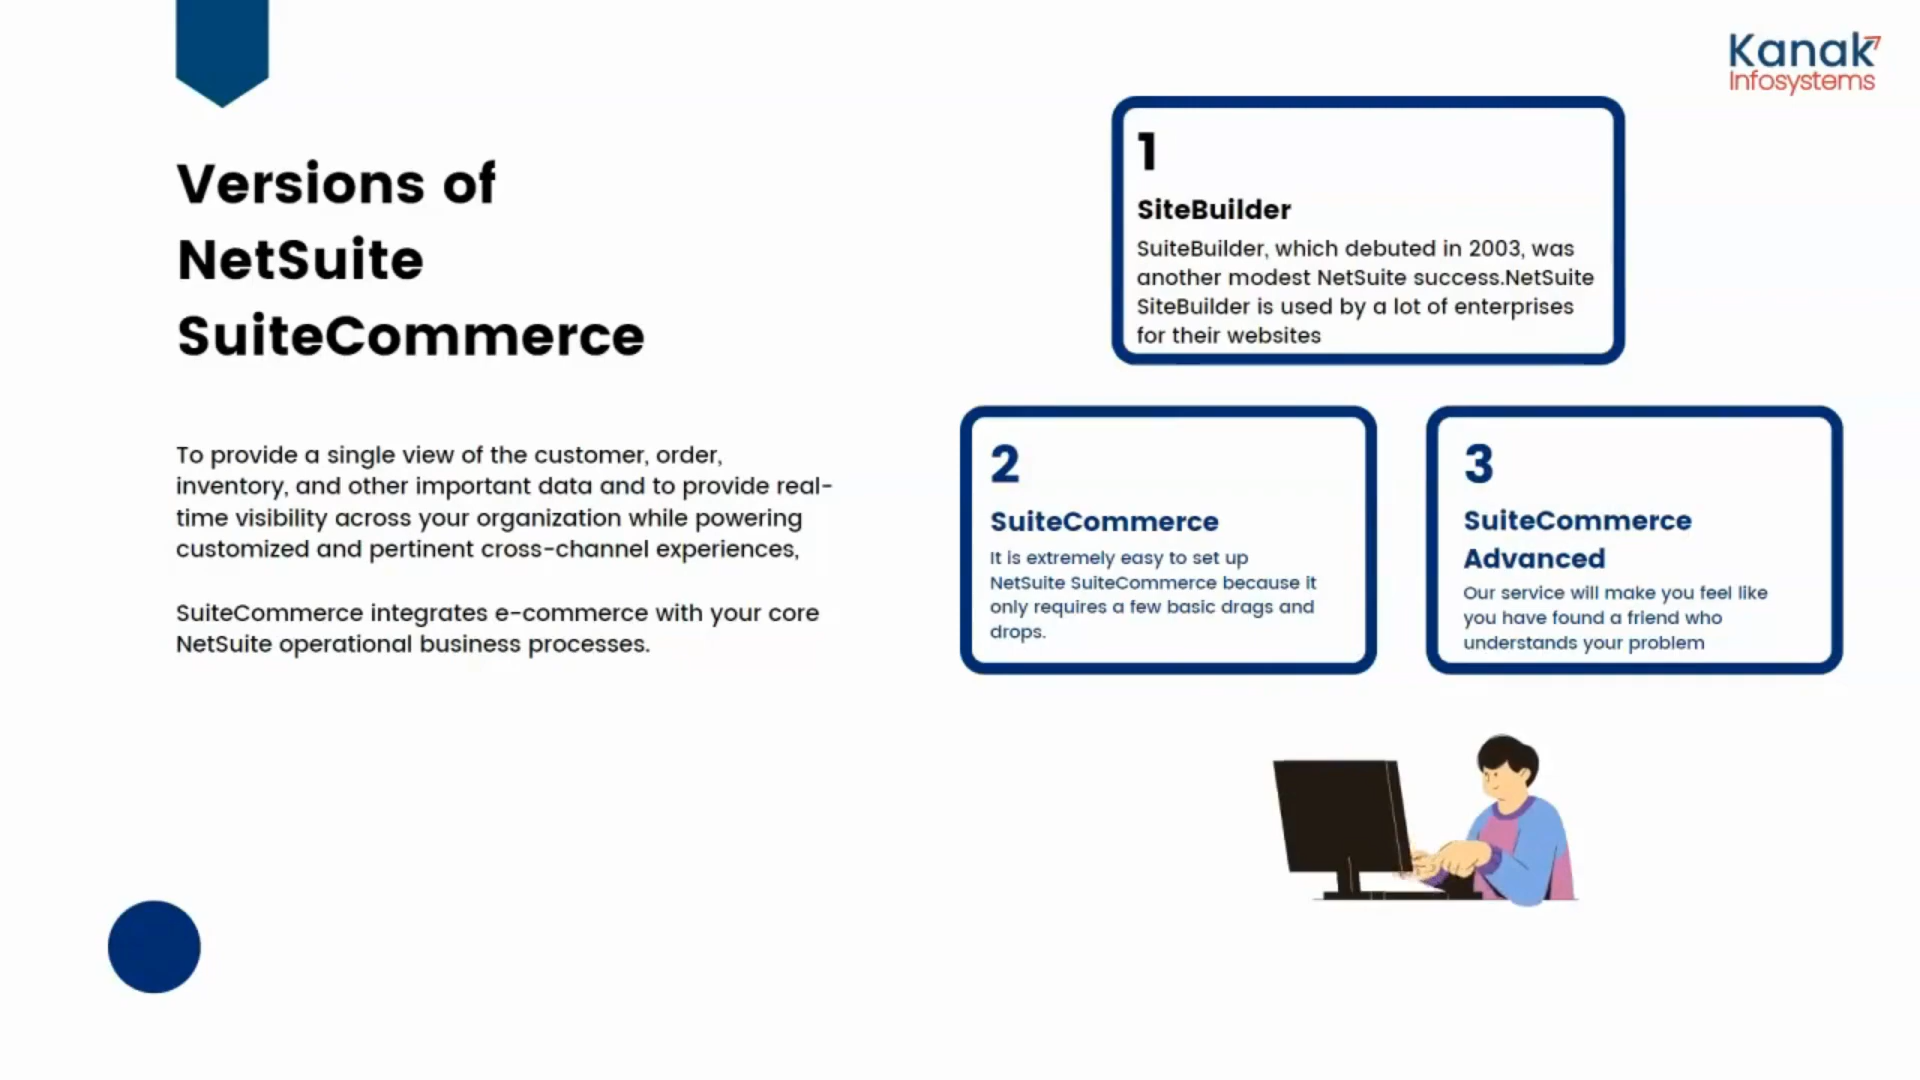 Kanak
Infosystems
Versions of
NetSuite
SuiteCommerce
To provide a single view of the customer, order,
inventory, and other important data and to provide real-
time visibility across your organization while powering
customized and pertinent cross-channel experiences,
SuiteCommerce integrates e-commerce with your core
NetSuite operational business processes.
1
SiteBuilder
SuiteBuilder, which debuted in 2003, was
another modest NetSuite success.NetSuite
SiteBuilder is used by a lot of enterprises
for their websites
2
SuiteCommerce
It is extremely easy to set up
NetSuite SuiteCommerce because it
only requires a few basic drags and
drops.
3
SuiteCommerce
Advanced
Our service will make you feel like
you have found a friend who
understands your problem